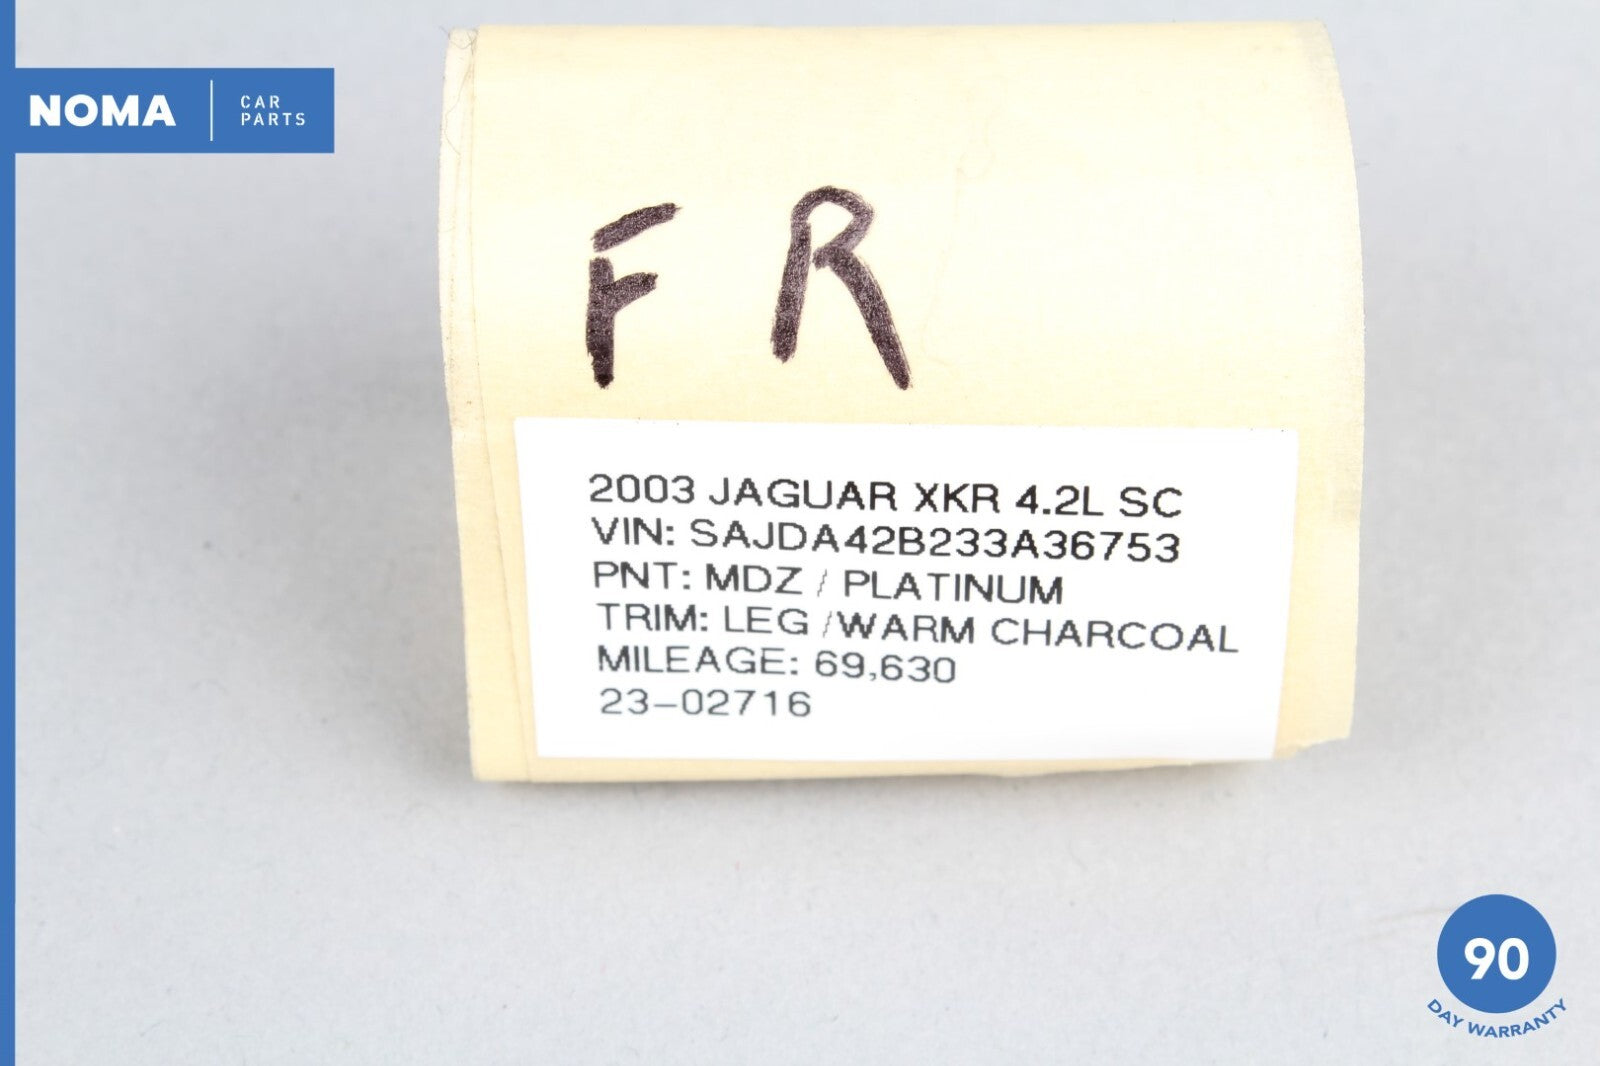 NOMA
CAR
PARTS
F R
2003 JAGUAR XKR 4.2L SC
VIN: SAJDA42B233A36753
PNT: MDZ / PLATINUM
TRIM: LEG /WARM CHARCOAL
MILEAGE: 69,630
23-02716
90
DAY WARRANTY